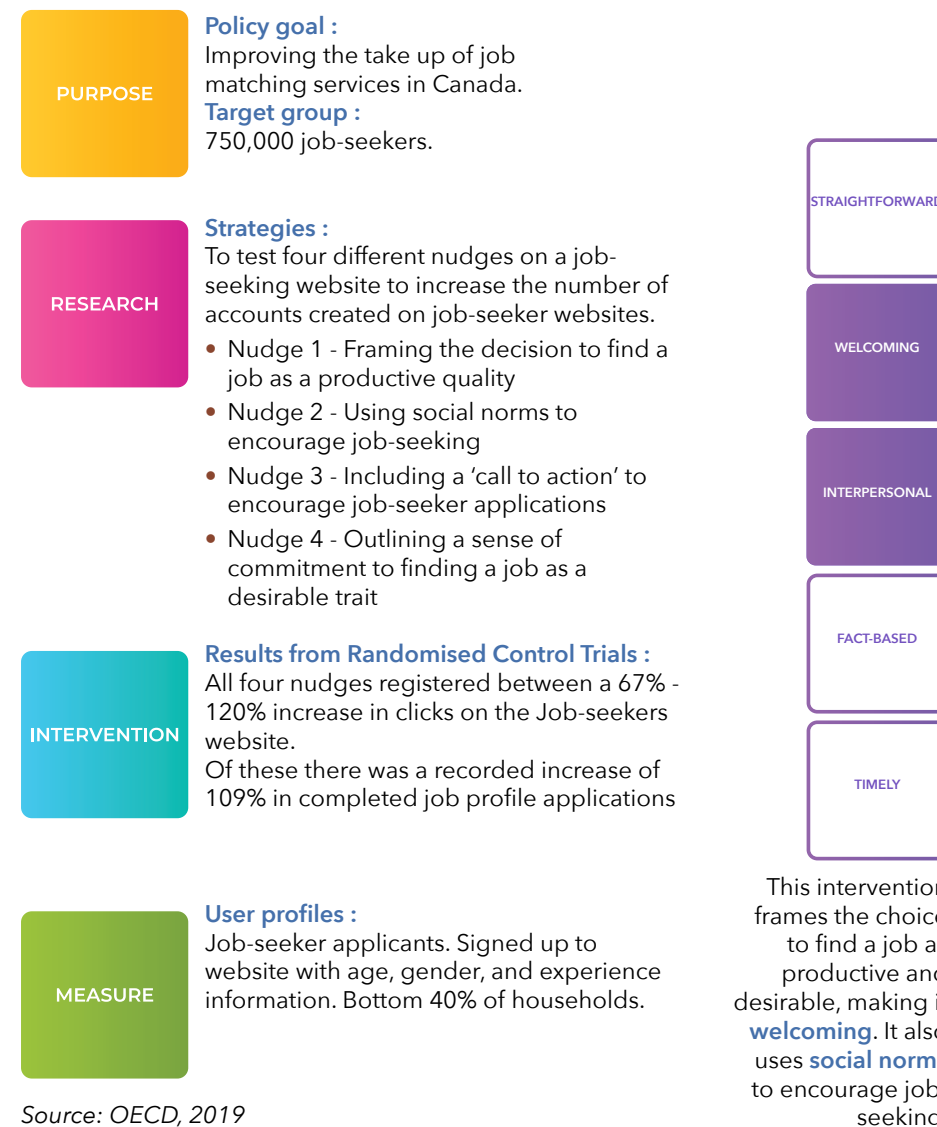 PURPOSE
Policy goal :
Improving the take up of job
matching services in Canada.
Target group :
750,000 job-seekers.
RESEARCH
Strategies :
To test four different nudges on a job-
seeking website to increase the number of
accounts created on job-seeker websites.
• Nudge 1 - Framing the decision to find a
job as a productive quality
• Nudge 2 - Using social norms to
encourage job-seeking
• Nudge 3 - Including a ‘call to action’ to
encourage job-seeker applications
• Nudge 4 - Outlining a sense of
commitment to finding a job as a
desirable trait
INTERVENTION
Results from Randomised Control Trials :
All four nudges registered between a 67% -
120% increase in clicks on the Job-seekers
website.
Of these there was a recorded increase of
109% in completed job profile applications
MEASURE
User profiles :
Job-seeker applicants. Signed up to
website with age, gender, and experience
information. Bottom 40% of households.
Source: OECD, 2019
STRAIGHTFORWARD
WELCOMING
INTERPERSONAL
FACT-BASED
TIMELY
This intervention
frames the choice
to find a job a
productive and
desirable, making i
welcoming. It also
uses social norm
to encourage job
seeking